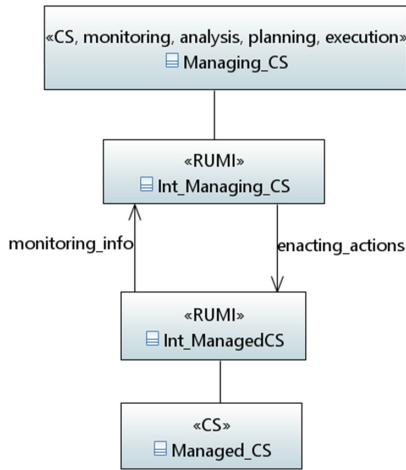 «CS, monitoring, analysis, planning, execution»
Managing_CS
«RUMI»
Int_Managing_CS
monitoring_info
enacting_actions
«RUMI»
Int_ManagedCS
«CS»
Managed_CS